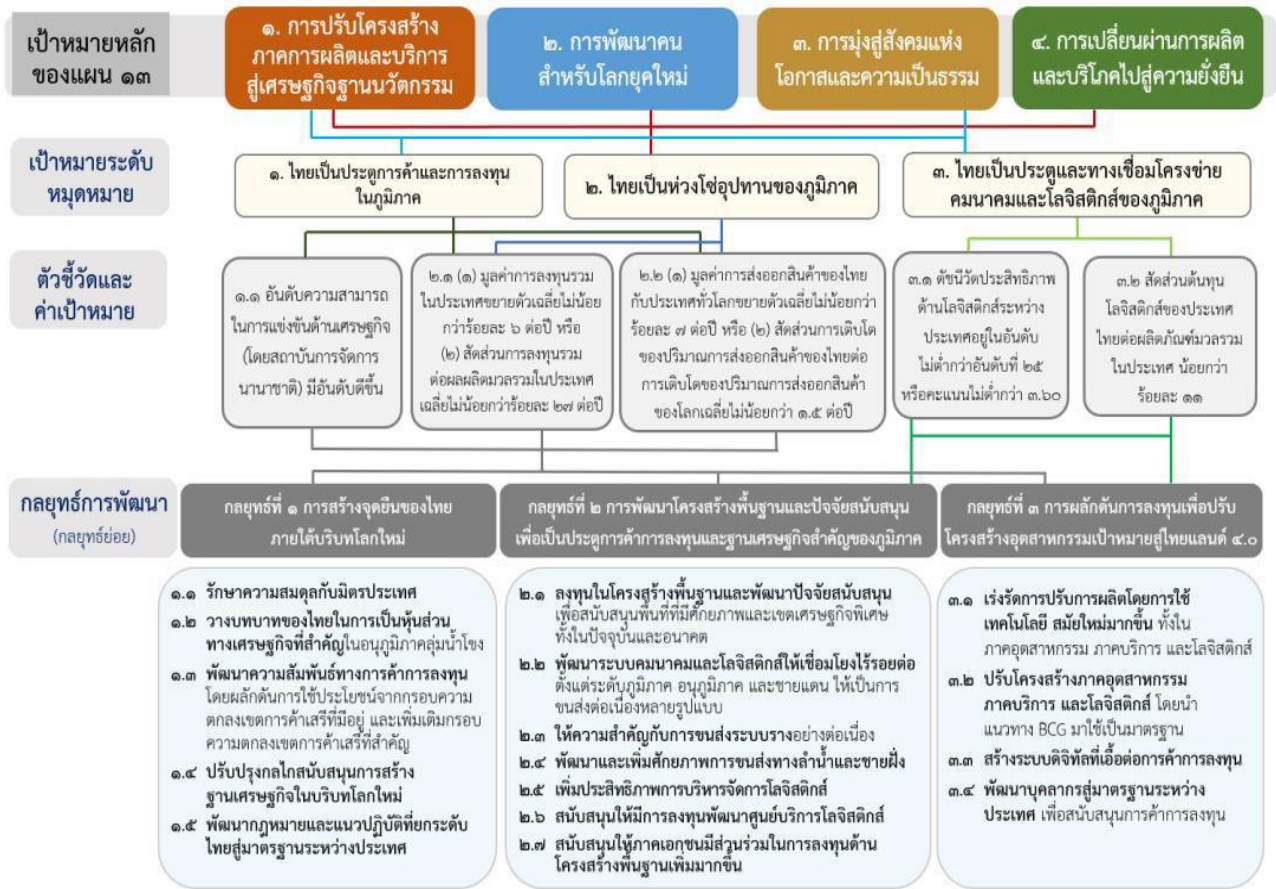 เป้าหมายหลัก
ของแผน ๑๓
๑. การปรับโครงสร้าง
ภาคการผลิตและบริการ
สู่เศรษฐกิจฐานนวัตกรรม
๒. การพัฒนาคน
สำหรับโลกยุคใหม่
๓. การมุ่งสู่สังคมแห่ง
โอกาสและความเป็นธรรม
๔. การเปลี่ยนผ่านการผลิต
และบริโภคไปสู่ความยั่งยืน
เป้าหมายระดับ
หมุดหมาย
๑. ไทยเป็นประตูการค้าและการลงทุน
ในภูมิภาค
๒. ไทยเป็นห่วงโซ่อุปทานของภูมิภาค
๓. ไทยเป็นประตูและทางเชื่อมโครงข่าย
คมนาคมและโลจิสติกส์ของภูมิภาค
ตัวชี้วัดและ
ค่าเป้าหมาย
๑.๑ อันดับความสามารถ
ในการแข่งขันด้านเศรษฐกิจ
(โดยสถาบันการจัดการ
นานาชาติ) มีอันดับดีขึ้น
๒.๑ (๑) มูลค่าการลงทุนรวม
ในประเทศขยายตัวเฉลี่ยไม่น้อย
กว่าร้อยละ ๖ ต่อปี หรือ
(๒) สัดส่วนการลงทุนรวม
ต่อผลผลิตมวลรวมในประเทศ
เฉลี่ยไม่น้อยกว่าร้อยละ ๒๗ ต่อปี
๒.๒ (๑) มูลค่าการส่งออกสินค้าของไทย
กับประเทศทั่วโลกขยายตัวเฉลี่ยไม่น้อยกว่า
ร้อยละ ๗ ต่อปี หรือ (๒) สัดส่วนการเติบโต
ของปริมาณการส่งออกสินค้าของไทยต่อ
การเติบโตของปริมาณการส่งออกสินค้า
ของโลกเฉลี่ยไม่น้อยกว่า ๑.๕ ต่อปี
๓.๑ ดัชนีวัดประสิทธิภาพ
ด้านโลจิสติกส์ระหว่าง
ประเทศอยู่ในอันดับ
ไม่ต่ำกว่าอันดับที่ ๒๕
หรือคะแนนไม่ต่ำกว่า ๓.๖๐
๓.๒ สัดส่วนต้นทุน
โลจิสติกส์ของประเทศ
ไทยต่อผลิตภัณฑ์มวลรวม
ในประเทศ น้อยกว่า
ร้อยละ ๑๑
กลยุทธ์การพัฒนา
(กลยุทธ์ย่อย)
กลยุทธ์ที่ ๑ การสร้างจุดยืนของไทย
ภายใต้บริบทโลกใหม่
กลยุทธ์ที่ ๒ การพัฒนาโครงสร้างพื้นฐานและปัจจัยสนับสนุน
เพื่อเป็นประตูการค้าการลงทุนและฐานเศรษฐกิจสำคัญของภูมิภาค
กลยุทธ์ที่ ๓ การผลักดันการลงทุนเพื่อปรับ
โครงสร้างอุตสาหกรรมเป้าหมายสู่ไทยแลนด์ ๔.๐
๑.๑ รักษาความสมดุลกับมิตรประเทศ
๑.๒ วางบทบาทของไทยในการเป็นหุ้นส่วน
ทางเศรษฐกิจที่สำคัญในอนุภูมิภาคลุ่มน้ำโขง
๑.๓ พัฒนาความสัมพันธ์ทางการค้าการลงทุน
โดยผลักดันการใช้ประโยชน์จากกรอบความ
ตกลงเขตการค้าเสรีที่มีอยู่ และเพิ่มเติมกรอบ
ความตกลงเขตการค้าเสรีที่สำคัญ
๑.๔ ปรับปรุงกลไกสนับสนุนการสร้าง
ฐานเศรษฐกิจในบริบทโลกใหม่
๑.๕ พัฒนากฎหมายและแนวปฏิบัติที่ยกระดับ
ไทยสู่มาตรฐานระหว่างประเทศ
๒.๑ ลงทุนในโครงสร้างพื้นฐานและพัฒนาปัจจัยสนับสนุน
เพื่อสนับสนุนพื้นที่ที่มีศักยภาพและเขตเศรษฐกิจพิเศษ
ทั้งในปัจจุบันและอนาคต
๒.๒ พัฒนาระบบคมนาคมและโลจิสติกส์ให้เชื่อมโยงไร้รอยต่อ
ตั้งแต่ระดับภูมิภาค อนุภูมิภาค และชายแดน ให้เป็นการ
ขนส่งต่อเนื่องหลายรูปแบบ
๒.๓ ให้ความสำคัญกับการขนส่งระบบรางอย่างต่อเนื่อง
๒.๔ พัฒนาและเพิ่มศักยภาพการขนส่งทางลำน้ำและชายฝั่ง
๒.๕ เพิ่มประสิทธิภาพการบริหารจัดการโลจิสติกส์
๒.๖ สนับสนุนให้มีการลงทุนพัฒนาศูนย์บริการโลจิสติกส์
๒.๗ สนับสนุนให้ภาคเอกชนมีส่วนร่วมในการลงทุนด้าน
โครงสร้างพื้นฐานเพิ่มมากขึ้น
๓.๑ เร่งรัดการปรับการผลิตโดยการใช้
เทคโนโลยี สมัยใหม่มากขึ้น ทั้งใน
ภาคอุตสาหกรรม ภาคบริการ และโลจิสติกส์
๓.๒ ปรับโครงสร้างภาคอุตสาหกรรม
ภาคบริการ และโลจิสติกส์ โดยนำ
แนวทาง BCG มาใช้เป็นมาตรฐาน
๓.๓ สร้างระบบดิจิทัลที่เอื้อต่อการค้าการลงทุน
๓.๔ พัฒนาบุคลากรสู่มาตรฐานระหว่าง
ประเทศ เพื่อสนับสนุนการค้าการลงทุน